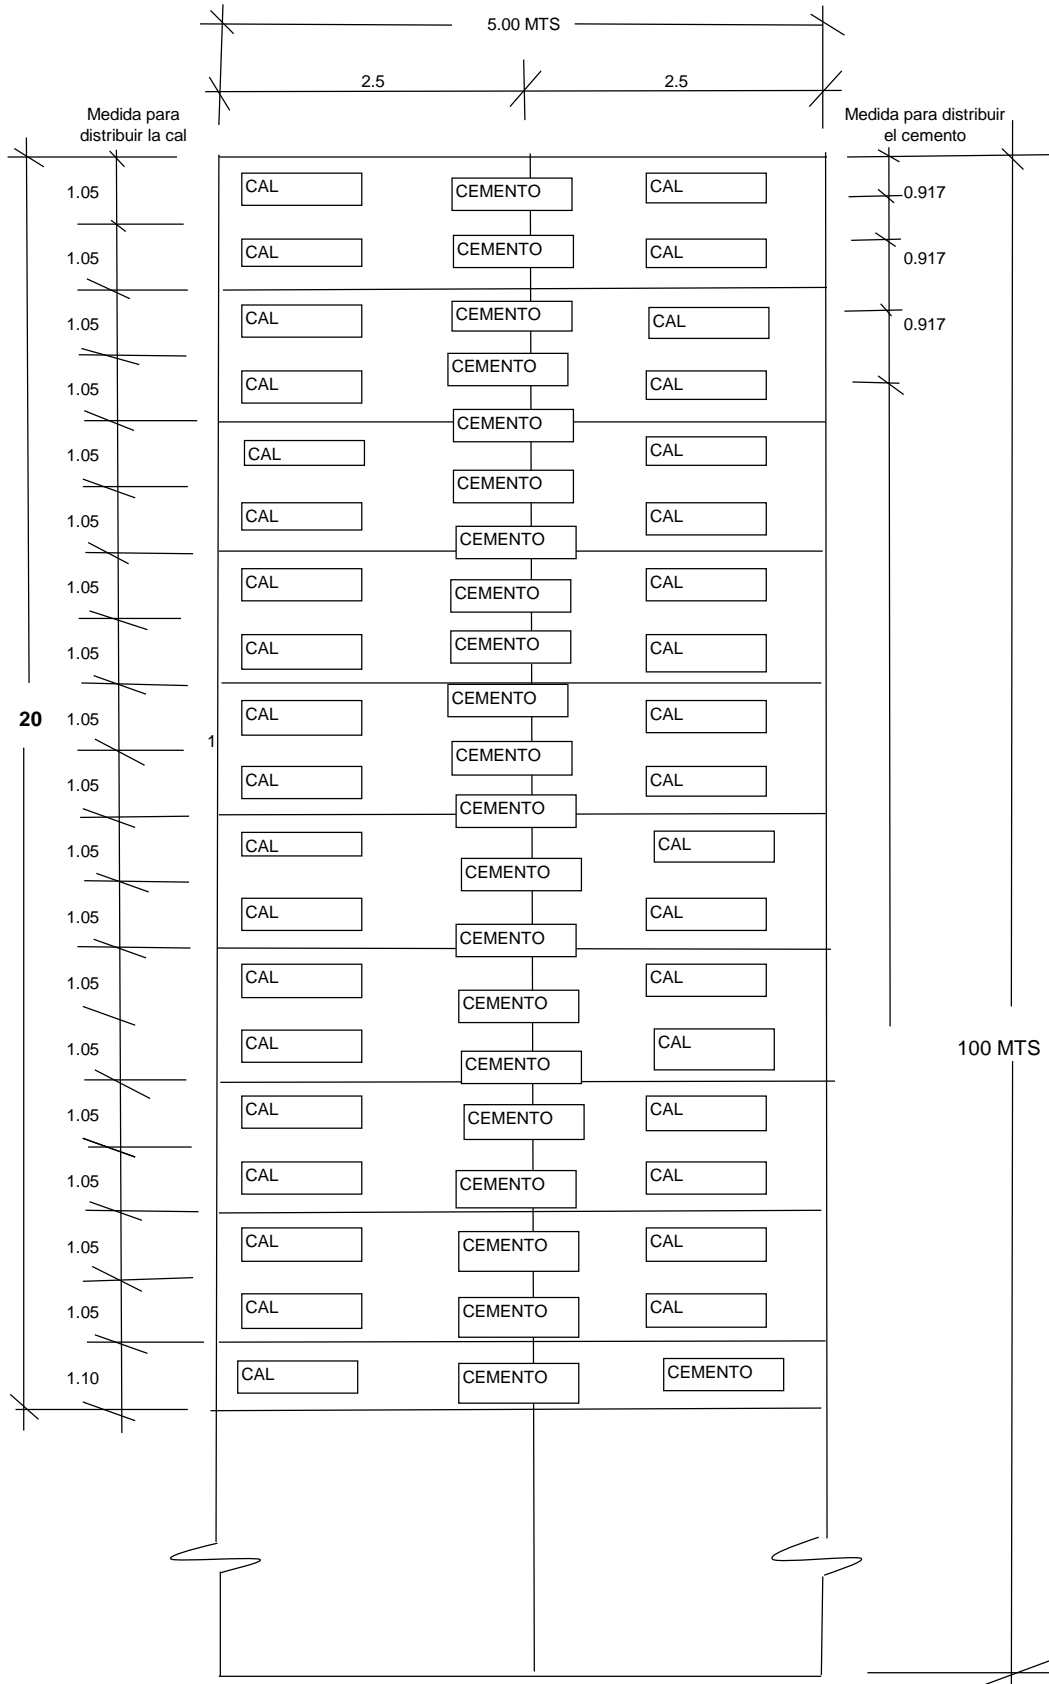 5.00 MTS
2.5 2.5
Medida para
distribuir la cal
Medida para distribuir
el cemento
1.05 CAL CEMENTO CAL 0.917
1.05 CAL CEMENTO CAL 0.917
1.05 CAL CEMENTO CAL 0.917
CEMENTO
1.05 CAL CAL
CEMENTO
1.05 CAL CAL
CEMENTO
1.05 CAL CAL
CEMENTO
1.05 CAL CEMENTO CAL
1.05 CAL CEMENTO CAL
CEMENTO
20 1.05 CAL CAL
1 CEMENTO
1.05 CAL CAL
CEMENTO
1.05 CAL CAL
CEMENTO
1.05 CAL CAL
CEMENTO
1.05 CAL CAL
CEMENTO
1.05 CAL CAL 100 MTS
CEMENTO
1.05 CAL CEMENTO CAL
1.05 CAL CEMENTO CAL
1.05 CAL CEMENTO CAL
1.05 CAL CEMENTO CAL
1.10 CAL CEMENTO CEMENTO